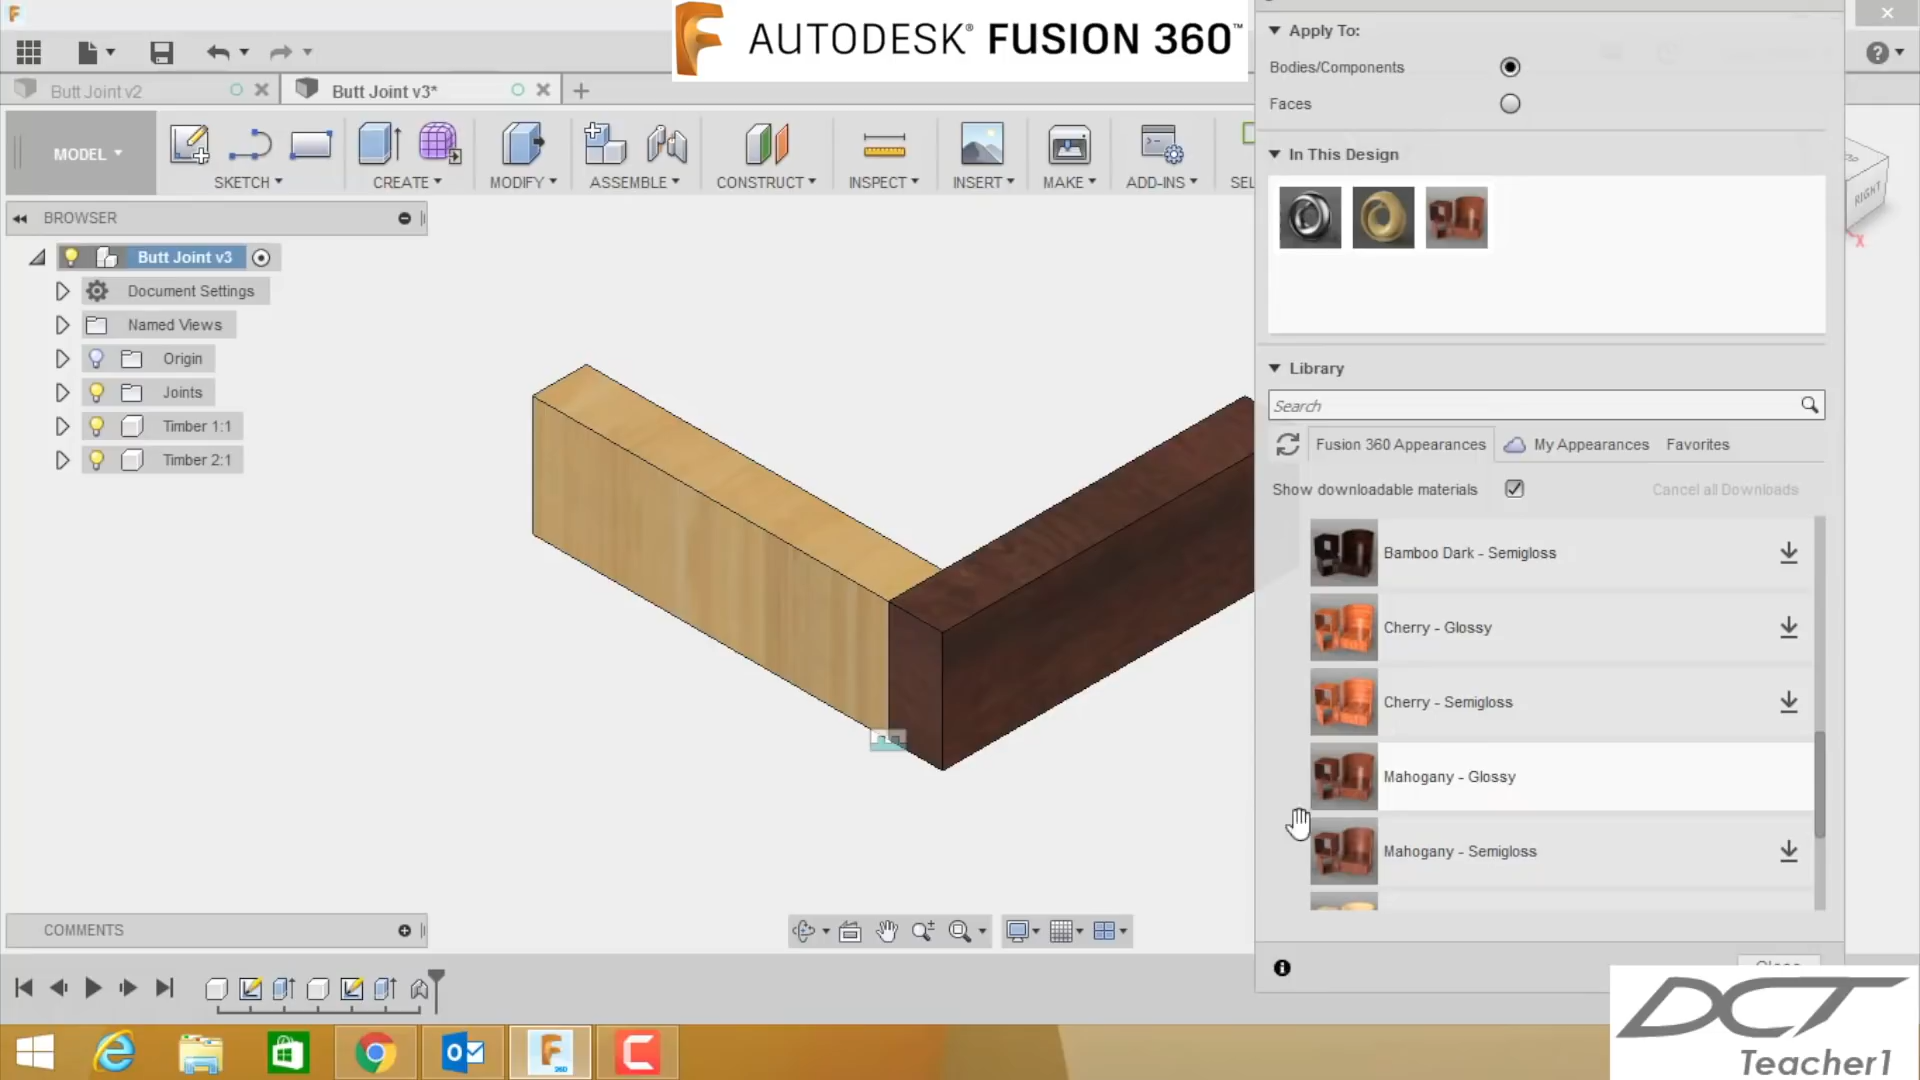 AUTODESK® FUSION 360™
Butt Joint v2
Butt Joint v3*
MODEL
SKETCH
CREATE
MODIFY
ASSEMBLE
CONSTRUCT
INSPECT
INSERT
MAKE
ADD-INS
SEL
BROWSER
Butt Joint v3
Document Settings
Named Views
Origin
Joints
Timber 1:1
Timber 2:1
COMMENTS
Apply To:
Bodies/Components
Faces
In This Design
Library
Search
Fusion 360 Appearances
My Appearances
Favorites
Show downloadable materials
Cancel all Downloads
Bamboo Dark - Semigloss
Cherry - Glossy
Cherry - Semigloss
Mahogany - Glossy
Mahogany - Semigloss
RIGHT
X
DCT
Teacher1